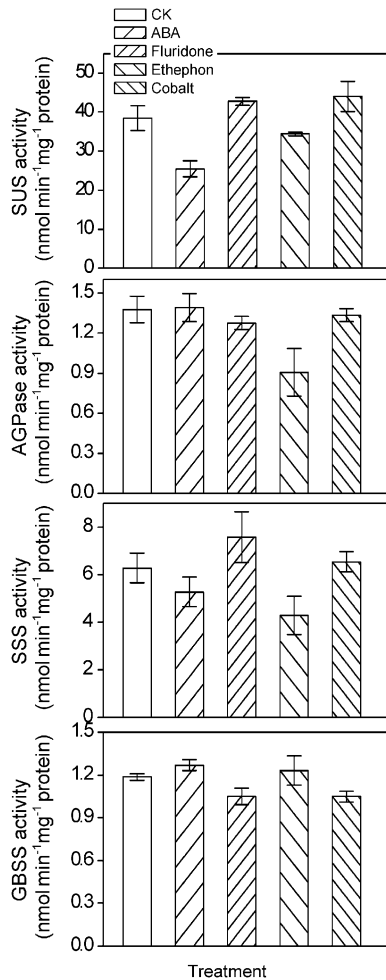 CK
ABA
Fluridone
Ethephon
Cobalt
SUS activity
(nmol min⁻¹mg⁻¹ protein)
50
40
30
20
10
0
AGPase activity
(nmol min⁻¹mg⁻¹ protein)
1.5
1.2
0.9
0.6
0.3
0.0
SSS activity
(nmol min⁻¹mg⁻¹ protein)
8
6
4
2
0
GBSS activity
(nmol min⁻¹mg⁻¹ protein)
1.5
1.2
0.9
0.6
0.3
0.0
Treatment